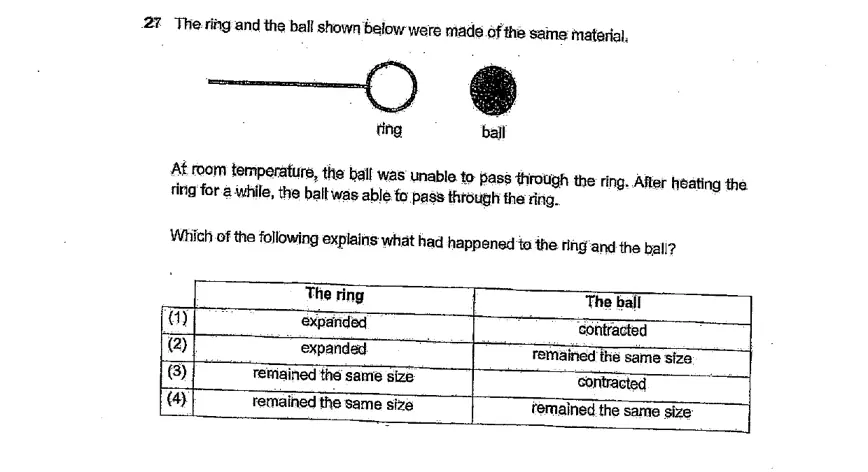 27 The ring and the ball shown below were made of the same material.
ring
ball
At room temperature, the ball was unable to pass through the ring. After heating the
ring for a while, the ball was able to pass through the ring.
Which of the following explains what had happened to the ring and the ball?
The ring The ball
(1) expanded contracted
(2) expanded remained the same size
(3) remained the same size contracted
(4) remained the same size remained the same size